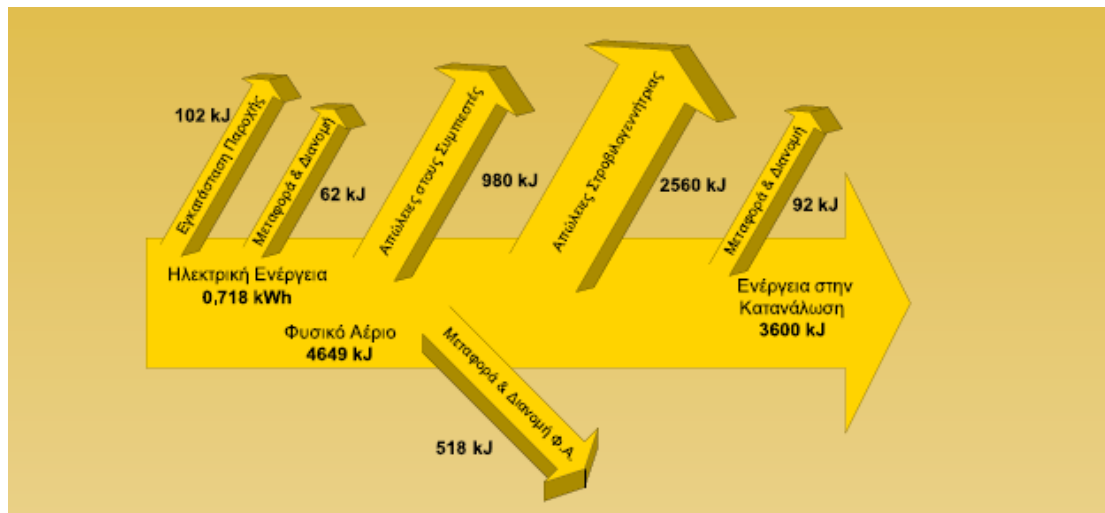 102 kJ
Εγκατάσταση Παροχής
Μεταφορά & Διανομή
62 kJ
Απώλειες στους Συμπιεστές
980 kJ
Απώλειες Στροβιλογεννήτριας
2560 kJ
Μεταφορά & Διανομή
92 kJ
Ηλεκτρική Ενέργεια
0,718 kWh
Φυσικό Αέριο
4649 kJ
Μεταφορά & Διανομή Φ.Α.
518 kJ
Ενέργεια στην
Κατανάλωση
3600 kJ